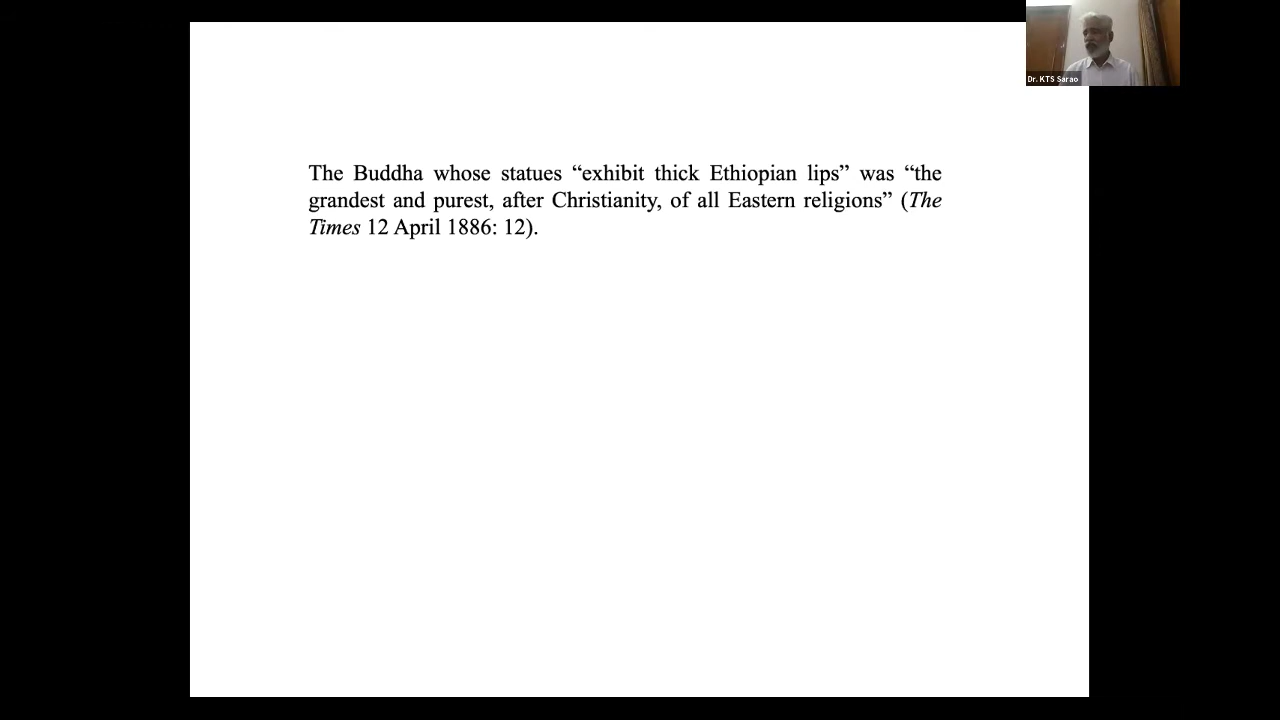 Dr. KTS Sarao
The Buddha whose statues “exhibit thick Ethiopian lips” was “the
grandest and purest, after Christianity, of all Eastern religions” (The
Times 12 April 1886: 12).